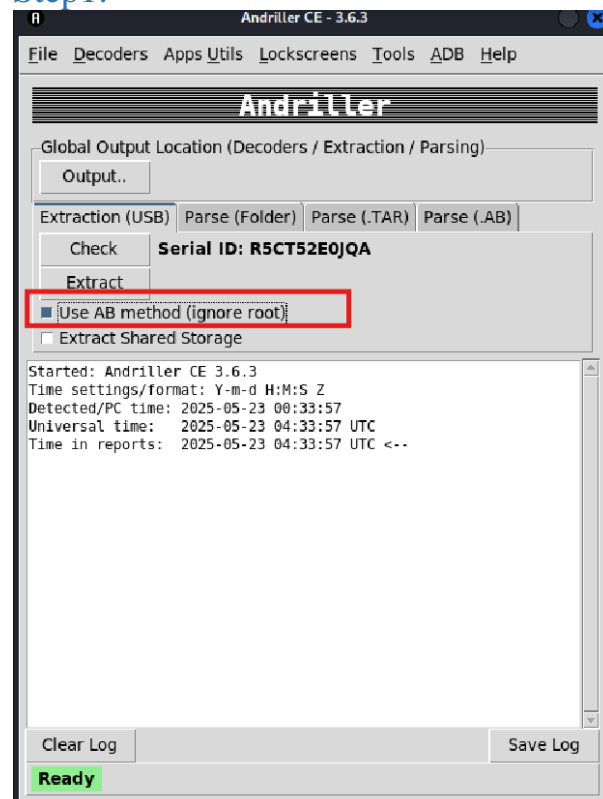 Step1:
Andriller CE - 3.6.3
File Decoders Apps Utils Lockscreens Tools ADB Help
Andriller
Global Output Location (Decoders / Extraction / Parsing)
Output..
Extraction (USB) Parse (Folder) Parse (.TAR) Parse (.AB)
Check Serial ID: R5CT52E0JQA
Extract
Use AB method (ignore root)
Extract Shared Storage
Started: Andriller CE 3.6.3
Time settings/format: Y-m-d H:M:S Z
Detected/PC time: 2025-05-23 00:33:57
Universal time: 2025-05-23 04:33:57 UTC
Time in reports: 2025-05-23 04:33:57 UTC <--
Clear Log Save Log
Ready